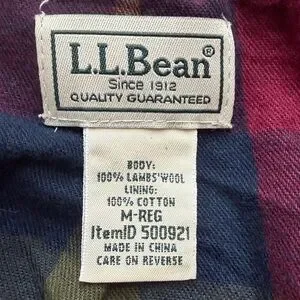 L.L.Bean®
Since 1912
QUALITY GUARANTEED
BODY:
100% LAMBS'WOOL
LINING:
100% COTTON
M-REG
ItemID 500921
MADE IN CHINA
CARE ON REVERSE